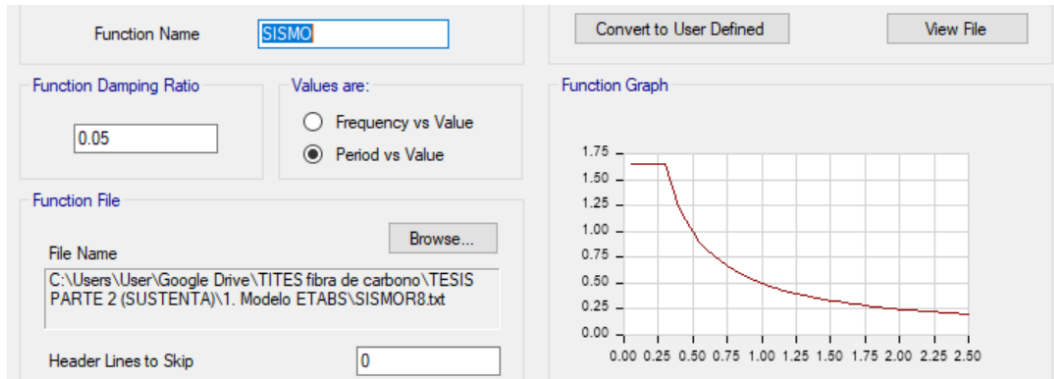 Function Name
SISMO
Convert to User Defined
View File
Function Damping Ratio
0.05
Values are:
Frequency vs Value
Period vs Value
Function File
Browse...
File Name
C:\Users\User\Google Drive\TITES fibra de carbono\TESIS
PARTE 2 (SUSTENTA)\1. Modelo ETABS\SISMOR8.txt
Header Lines to Skip
0
Function Graph
1.75
1.50
1.25
0.90
0.75
0.50
0.25
0.00
0.00 0.25 0.50 0.75 1.00 1.25 1.50 1.75 2.00 2.25 2.50